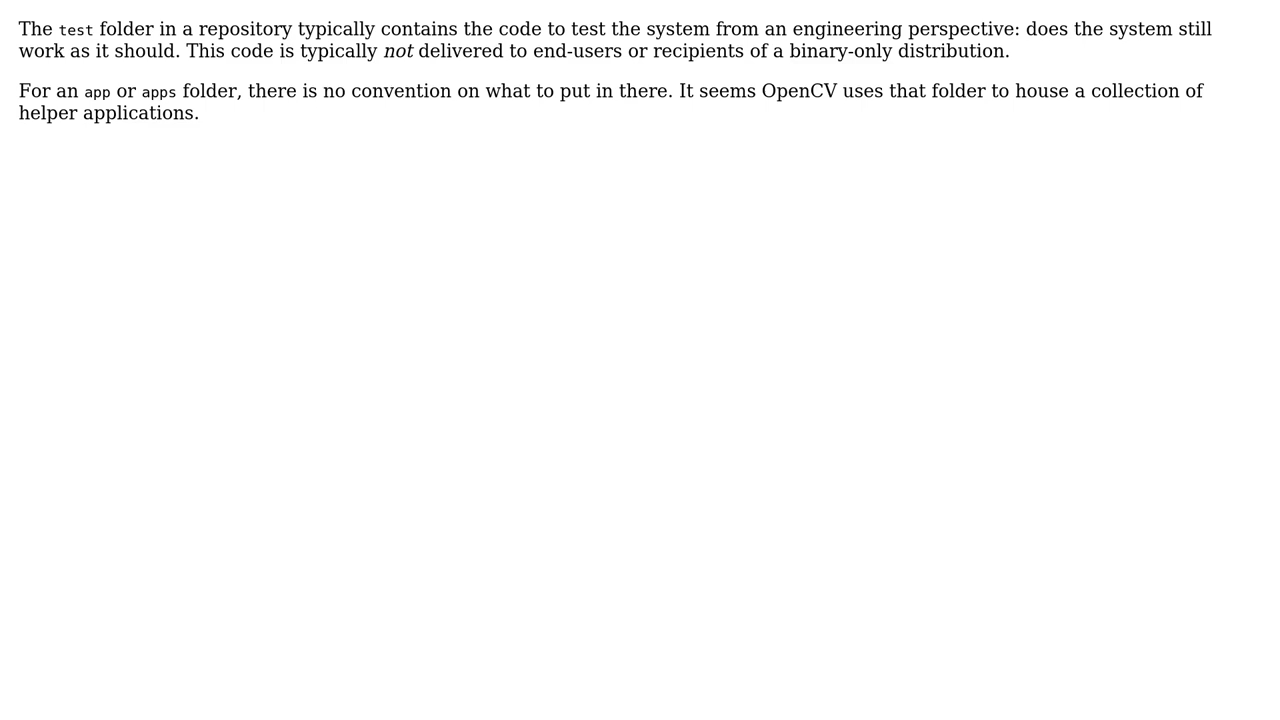 The test folder in a repository typically contains the code to test the system from an engineering perspective: does the system still
work as it should. This code is typically not delivered to end-users or recipients of a binary-only distribution.
For an app or apps folder, there is no convention on what to put in there. It seems OpenCV uses that folder to house a collection of
helper applications.